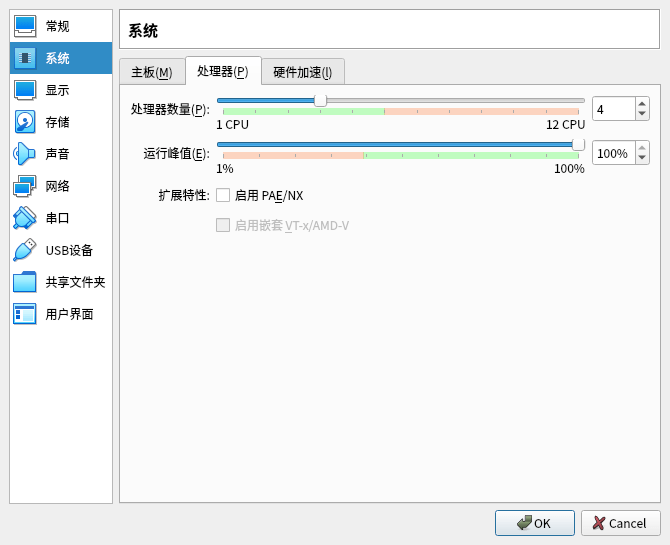 常规
系统
显示
存储
声音
网络
串口
USB设备
共享文件夹
用户界面
系统
主板(M) 处理器(P) 硬件加速(l)
处理器数量(P): 4
1 CPU 12 CPU
运行峰值(E): 100%
1% 100%
扩展特性: 启用 PAE/NX
启用嵌套 VT-x/AMD-V
OK Cancel